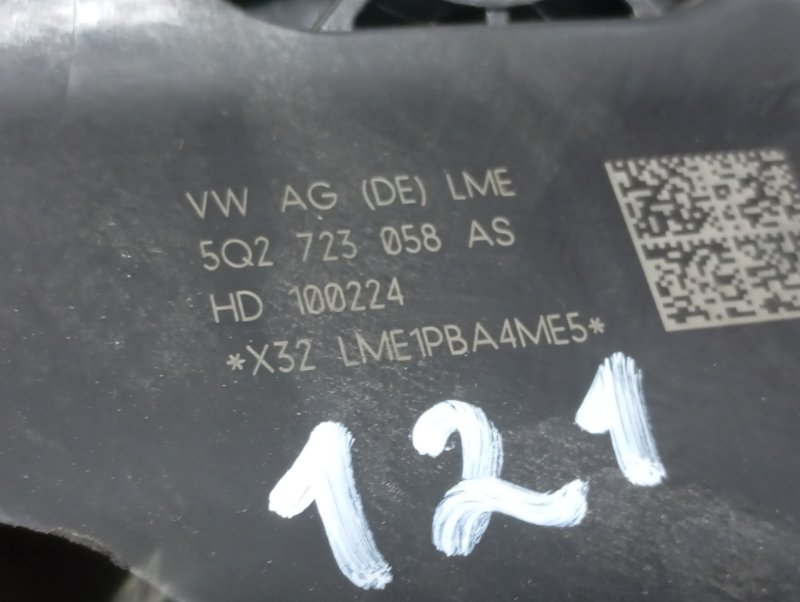 VW AG (DE) LME
5Q2 723 058 AS
HD 100224
*X32 LME1PBA4ME5*
121